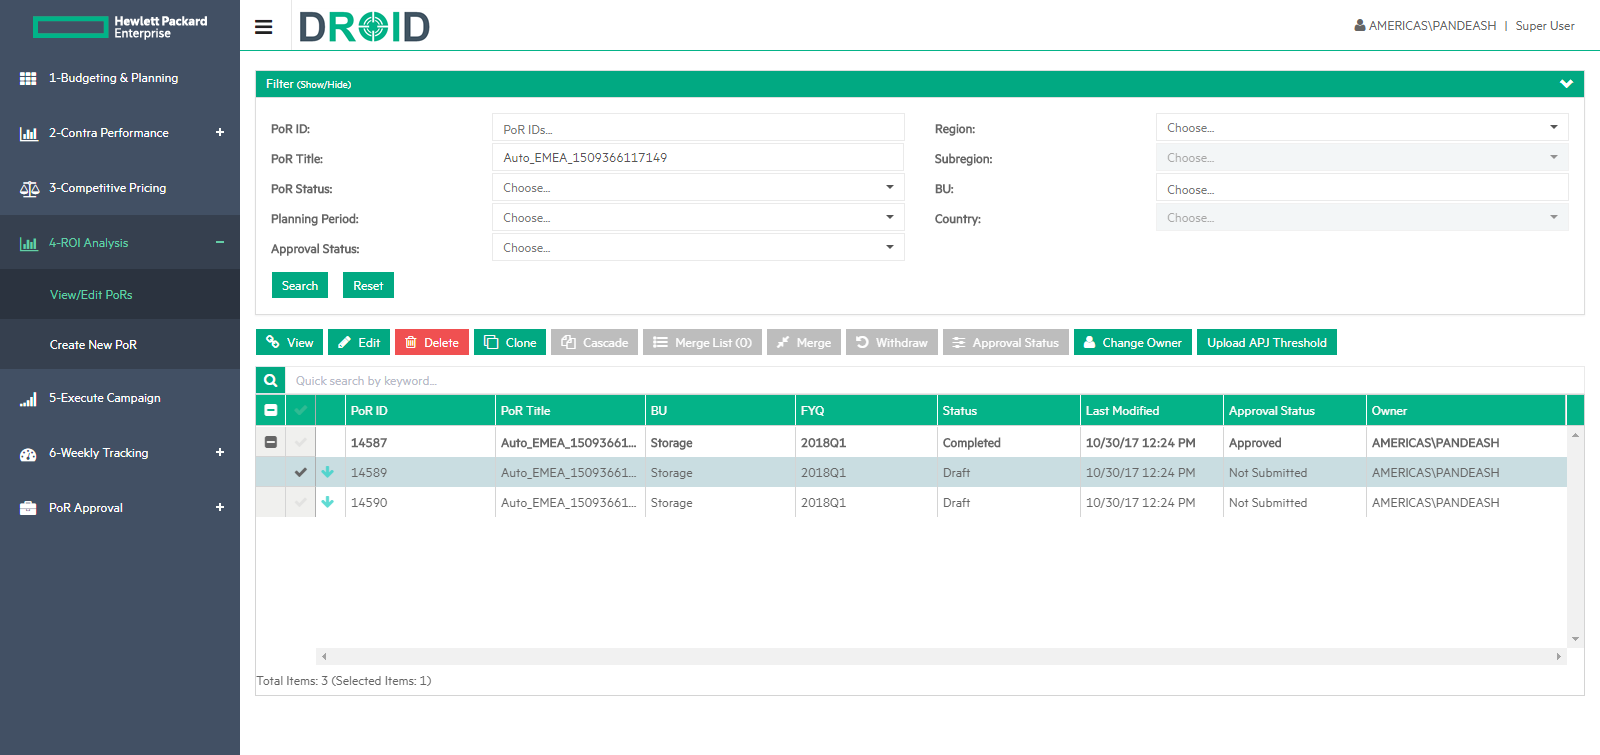 Hewlett Packard
Enterprise
DROID
AMERICAS\PANDEASH | Super User
1-Budgeting & Planning
2-Contra Performance +
3-Competitive Pricing
4-ROI Analysis −
View/Edit PoRs
Create New PoR
5-Execute Campaign
6-Weekly Tracking +
PoR Approval +
Filter (Show/Hide)
PoR ID: PoR IDs... Region: Choose...
PoR Title: Auto_EMEA_1509366117149 Subregion: Choose...
PoR Status: Choose... BU: Choose...
Planning Period: Choose... Country: Choose...
Approval Status: Choose...
Search Reset
View Edit Delete Clone Cascade Merge List (0) Merge Withdraw Approval Status Change Owner Upload APJ Threshold
Quick search by keyword...
PoR ID PoR Title BU FYQ Status Last Modified Approval Status Owner
14587 Auto_EMEA_15093661... Storage 2018Q1 Completed 10/30/17 12:24 PM Approved AMERICAS\PANDEASH
14589 Auto_EMEA_15093661... Storage 2018Q1 Draft 10/30/17 12:24 PM Not Submitted AMERICAS\PANDEASH
14590 Auto_EMEA_15093661... Storage 2018Q1 Draft 10/30/17 12:24 PM Not Submitted AMERICAS\PANDEASH
Total Items: 3 (Selected Items: 1)